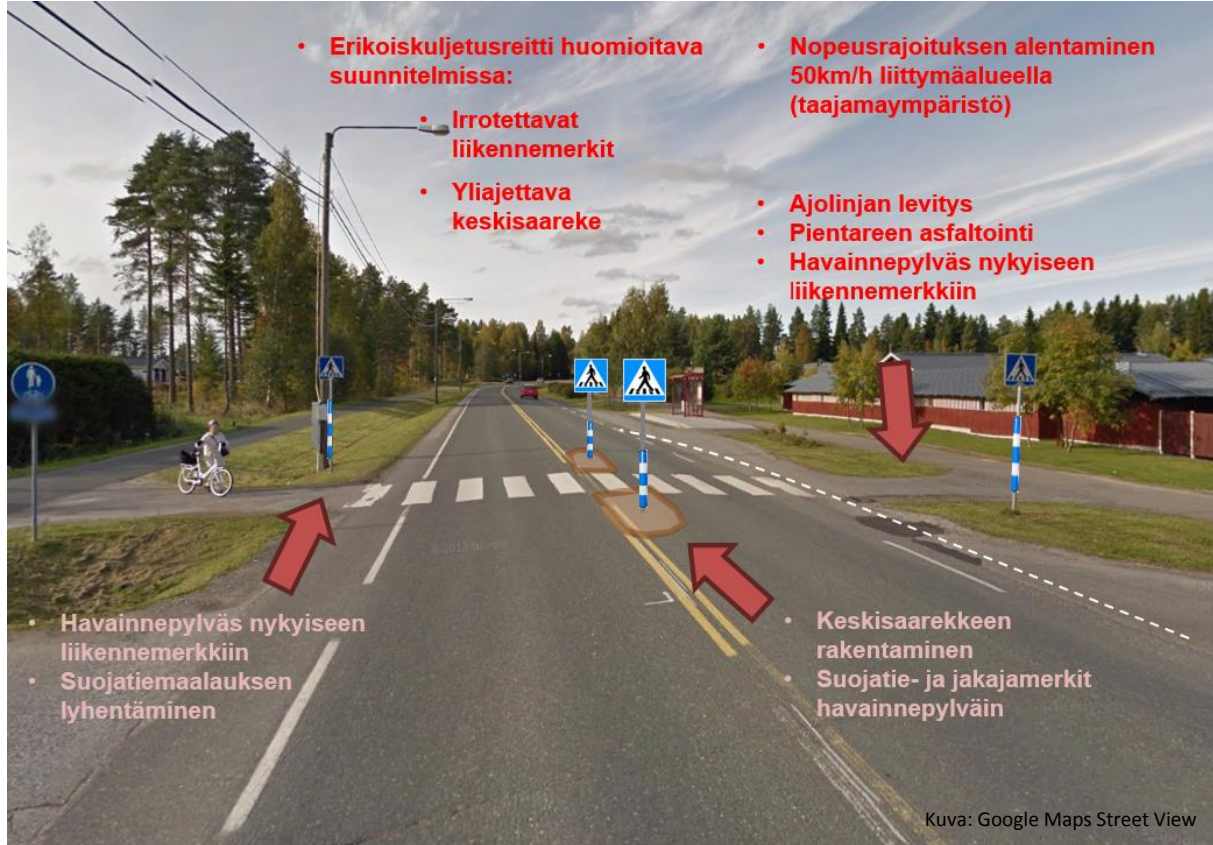 • Erikoiskuljetusreitti huomioitava
suunnitelmissa:
• Irrotettavat
liikennemerkit
• Yliajettava
keskisaareke
• Nopeusrajoituksen alentaminen
50km/h liittymäalueella
(taajamaympäristö)
• Ajolinjan levitys
• Pientareen asfaltointi
• Havainnepylväs nykyiseen
liikennemerkkiin
• Havainnepylväs nykyiseen
liikennemerkkiin
• Suojatiemaalauksen
lyhentäminen
• Keskisaarekkeen
rakentaminen
• Suojatie- ja jakajamerkit
havainnepylväin
Kuva: Google Maps Street View